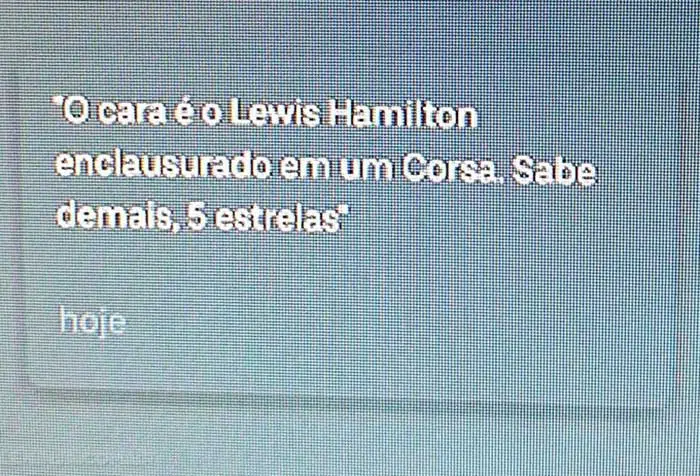 "O cara é o Lewis Hamilton
enclausurado em um Corsa. Sabe
demais, 5 estrelas"
hoje